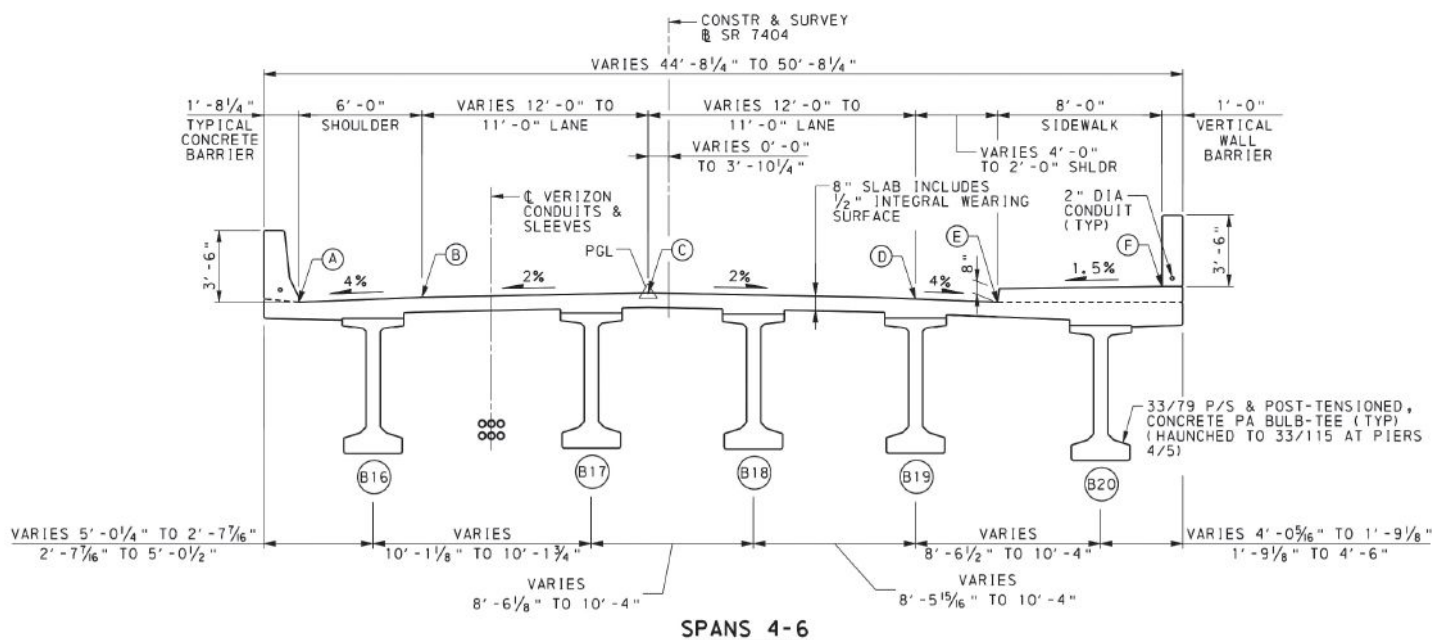 CONSTR & SURVEY
℄ SR 7404
VARIES 44'-8¼" TO 50'-8¼"
1'-8¼"
TYPICAL
CONCRETE
BARRIER
6'-0"
SHOULDER
VARIES 12'-0" TO
11'-0" LANE
VARIES 12'-0" TO
11'-0" LANE
8'-0"
SIDEWALK
1'-0"
VERTICAL
WALL
BARRIER
VARIES 0'-0"
TO 3'-10¼"
VARIES 4'-0"
TO 2'-0" SHLDR
℄ VERIZON
CONDUITS &
SLEEVES
8" SLAB INCLUDES
½" INTEGRAL WEARING
SURFACE
2" DIA
CONDUIT
(TYP)
3'-6"
A
4%
B
2%
PGL
C
2%
D
4%
E
8"
1.5%
F
3'-6"
33/79 P/S & POST-TENSIONED,
CONCRETE PA BULB-TEE (TYP)
(HAUNCHED TO 33/115 AT PIERS
4/5)
B16
B17
B18
B19
B20
VARIES 5'-0¼" TO 2'-7⁷⁄₁₆"
2'-7⁷⁄₁₆" TO 5'-0½"
VARIES
10'-1⅛" TO 10'-1¾"
VARIES
8'-6⅛" TO 10'-4"
VARIES
8'-5¹⁵⁄₁₆" TO 10'-4"
VARIES
8'-6½" TO 10'-4"
VARIES 4'-0⁵⁄₁₆" TO 1'-9⅛"
1'-9⅛" TO 4'-6"
SPANS 4-6